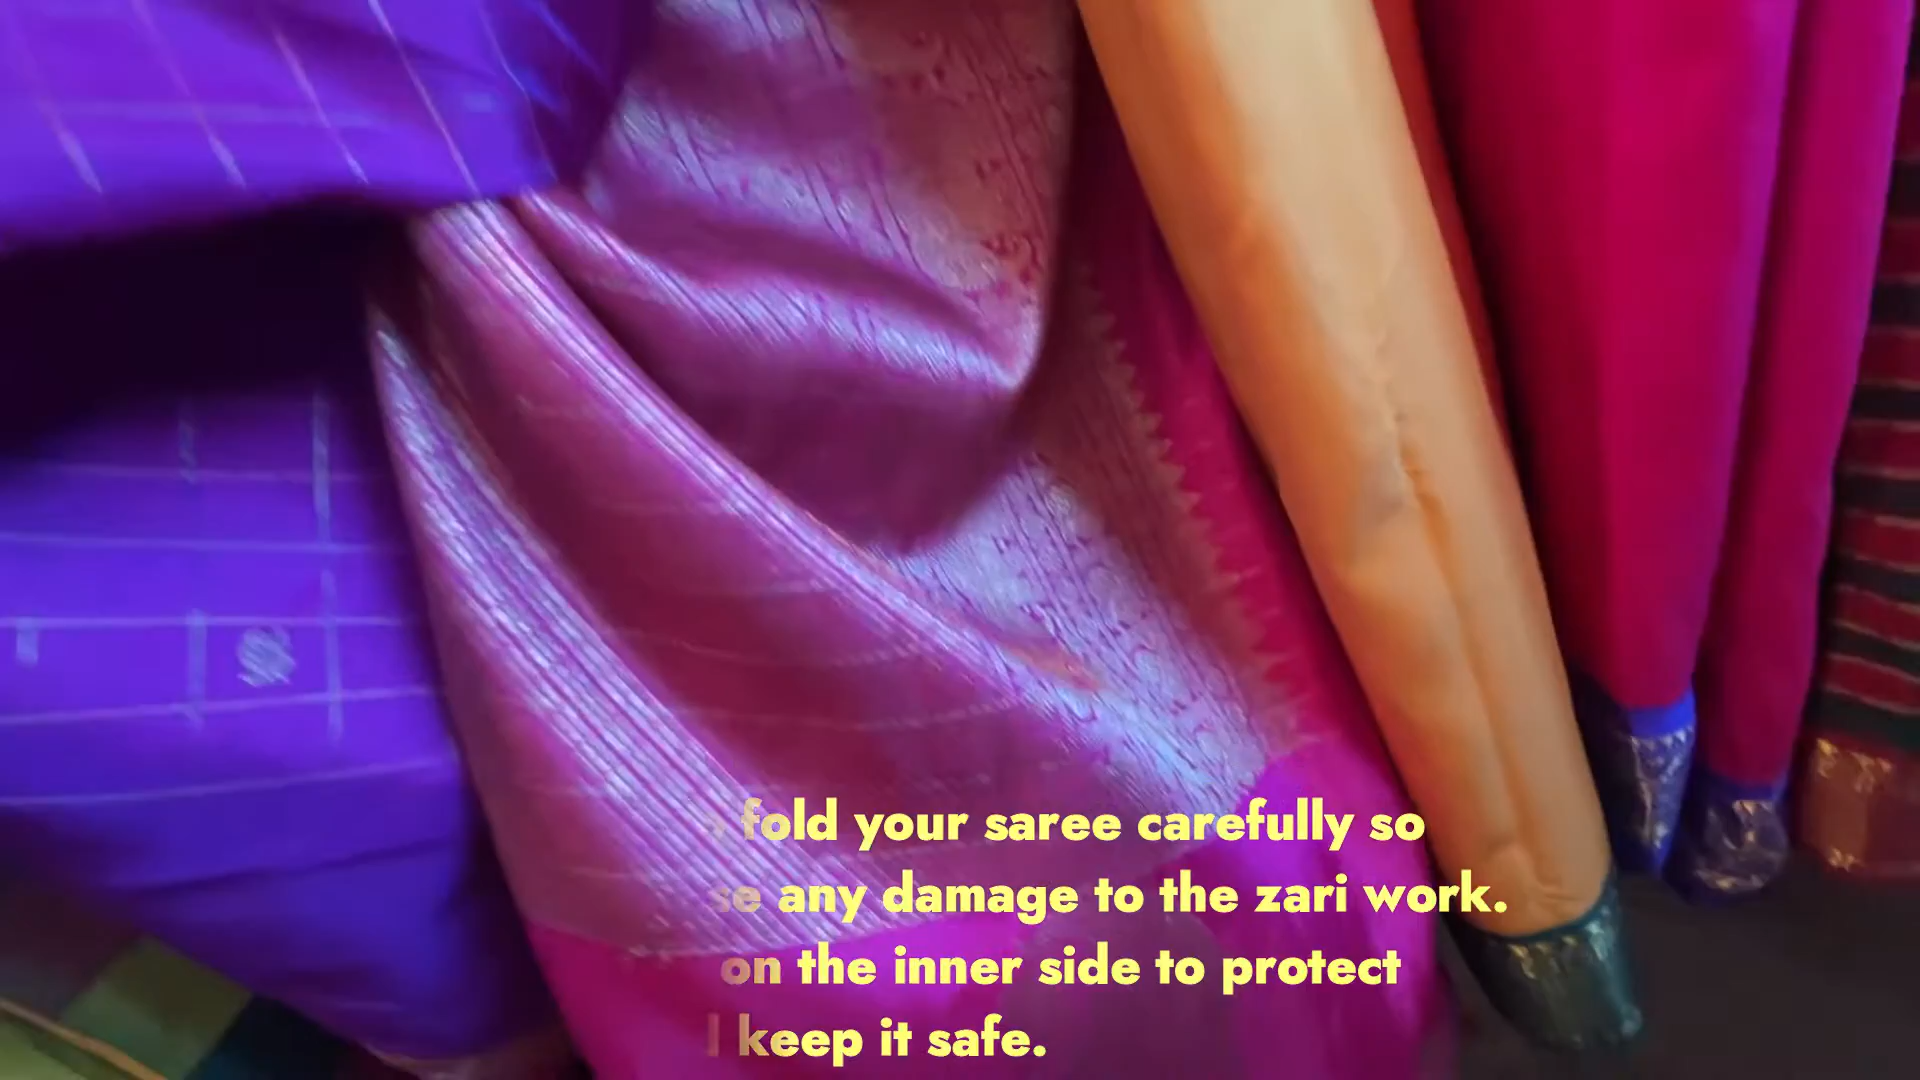 fold your saree carefully so
any damage to the zari work.
on the inner side to protect
keep it safe.